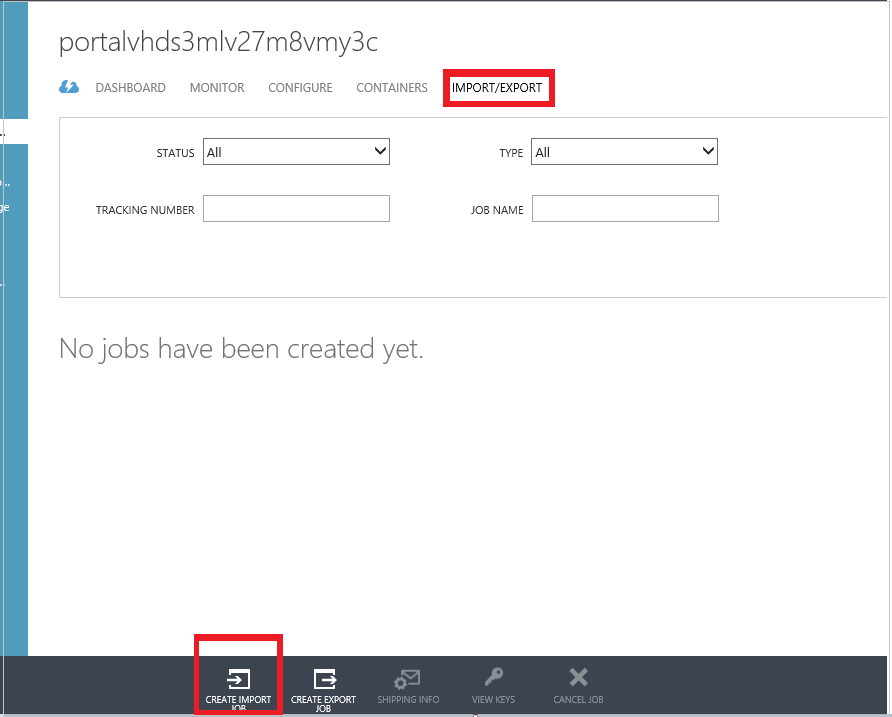 portalvhds3mlv27m8vmy3c
DASHBOARD MONITOR CONFIGURE CONTAINERS IMPORT/EXPORT
STATUS All TYPE All
TRACKING NUMBER JOB NAME
ge
No jobs have been created yet.
CREATE IMPORT JOB
CREATE EXPORT JOB
SHIPPING INFO
VIEW KEYS
CANCEL JOB